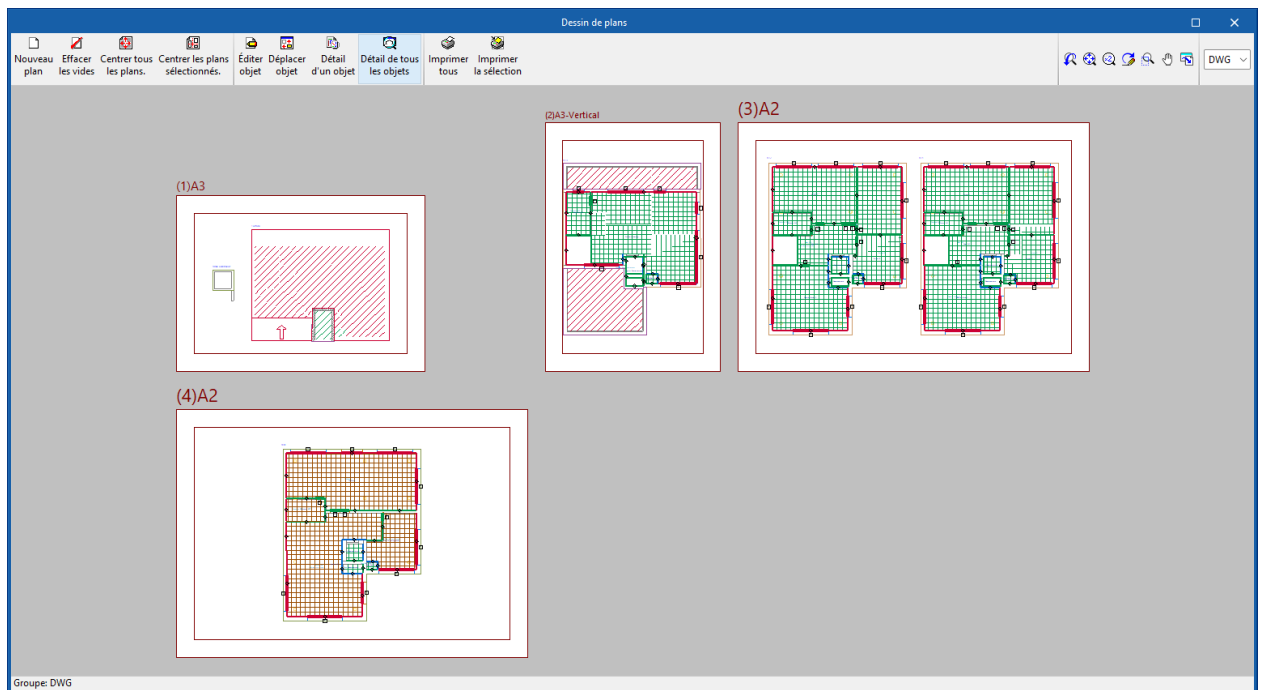 Dessin de plans
Nouveau plan
Effacer les vides
Centrer tous les plans.
Centrer les plans sélectionnés.
Éditer objet
Déplacer objet
Détail d'un objet
Détail de tous les objets
Imprimer tous
Imprimer la sélection
DWG
(1)A3
(2)A3-Vertical
(3)A2
(4)A2
Groupe: DWG